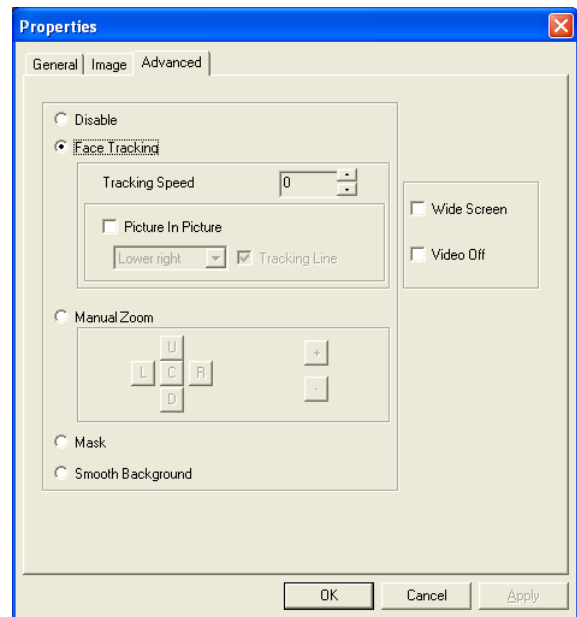 Properties
General Image Advanced
Disable
Face Tracking
Tracking Speed 0
Picture In Picture
Lower right Tracking Line
Wide Screen
Video Off
Manual Zoom
U
L C R
D
+
-
Mask
Smooth Background
OK Cancel Apply